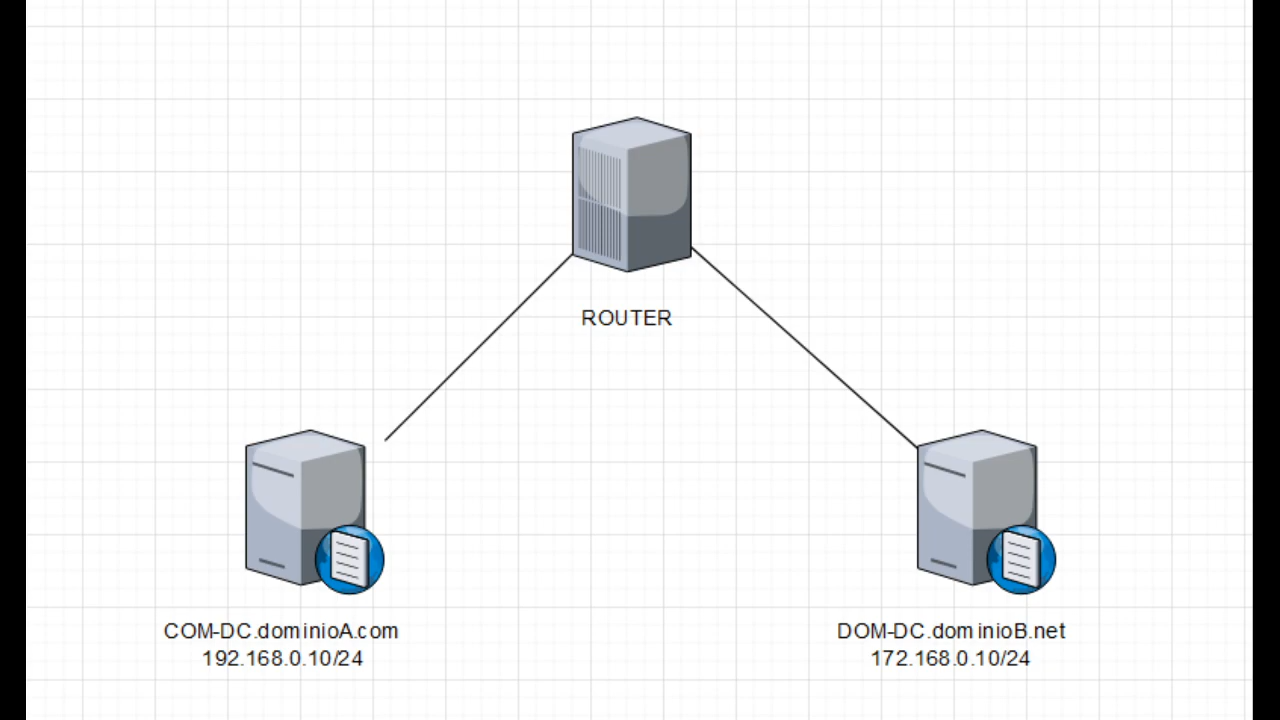 ROUTER
COM-DC.dominioA.com
192.168.0.10/24
DOM-DC.dominioB.net
172.168.0.10/24